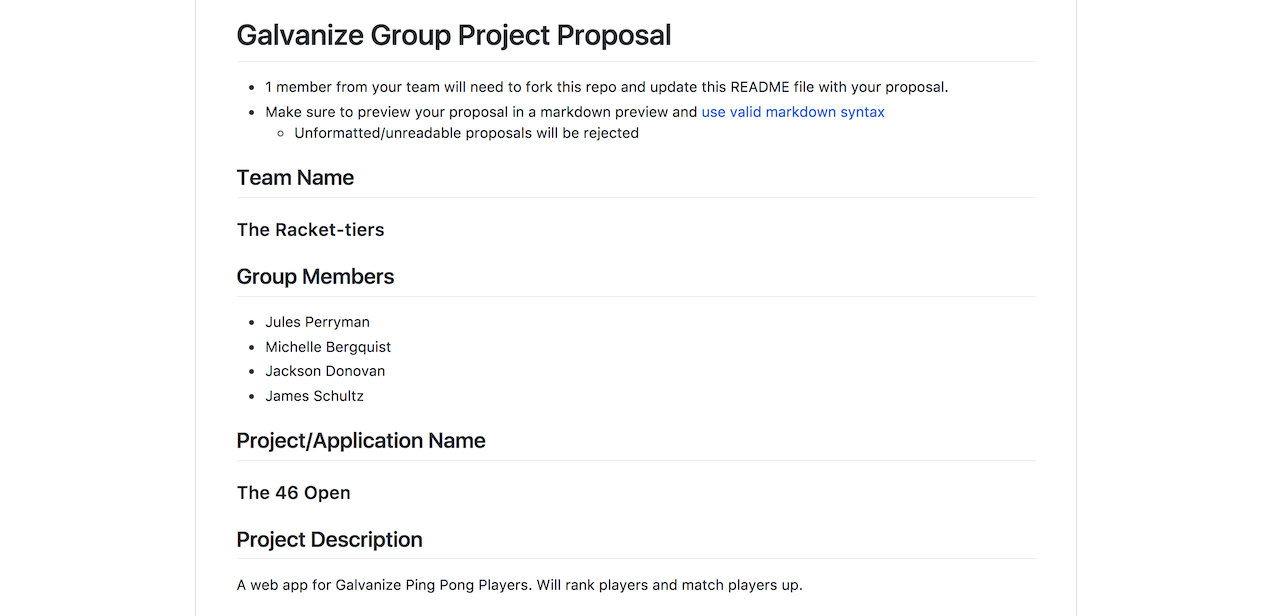 Galvanize Group Project Proposal
1 member from your team will need to fork this repo and update this README file with your proposal.
Make sure to preview your proposal in a markdown preview and use valid markdown syntax
Unformatted/unreadable proposals will be rejected
Team Name
The Racket-tiers
Group Members
Jules Perryman
Michelle Bergquist
Jackson Donovan
James Schultz
Project/Application Name
The 46 Open
Project Description
A web app for Galvanize Ping Pong Players. Will rank players and match players up.